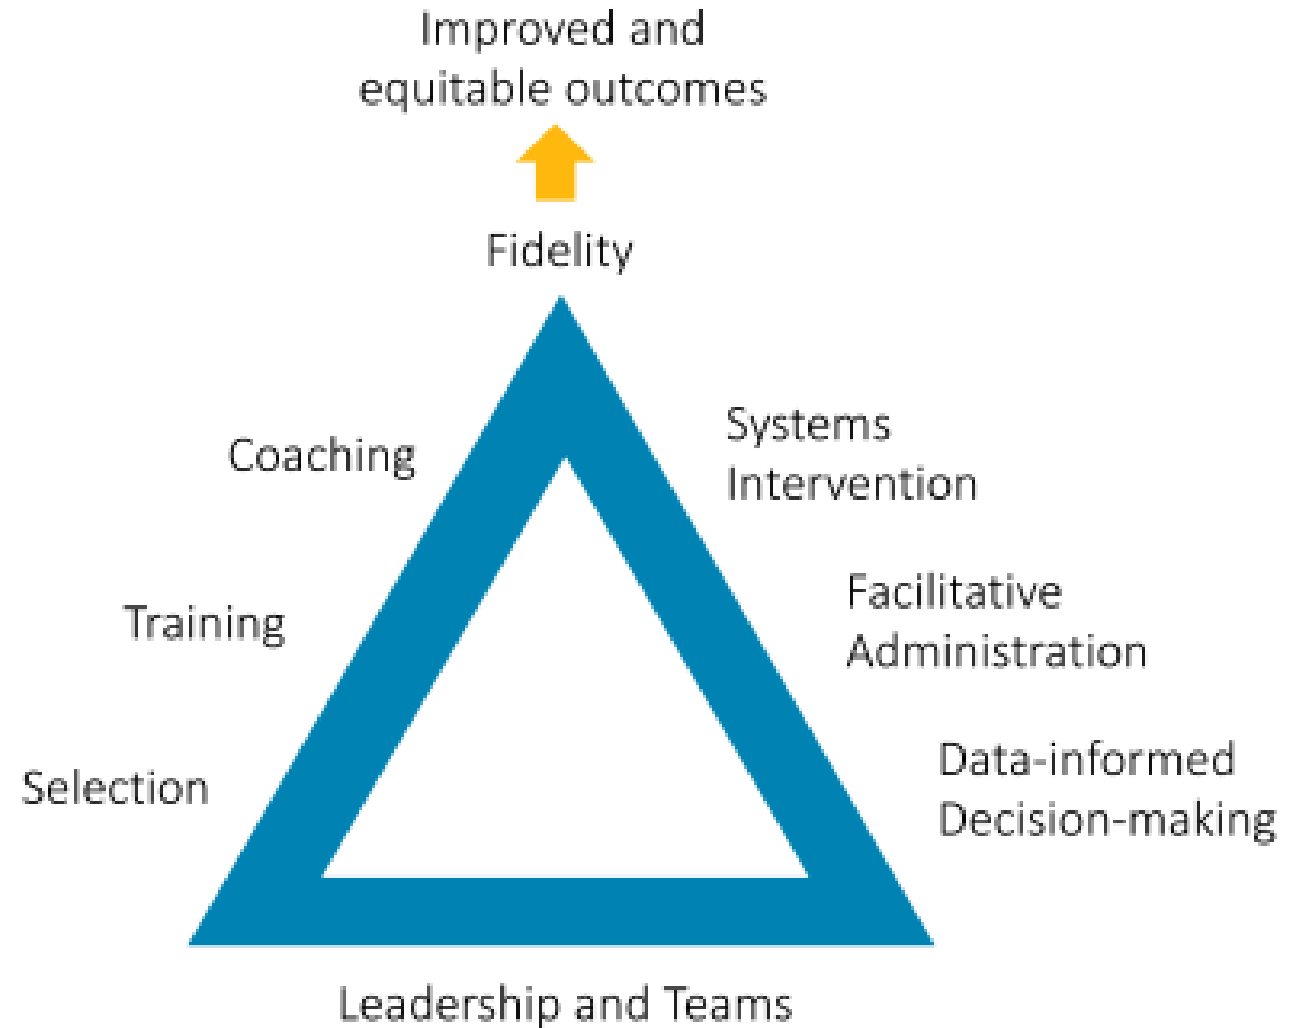 Improved and
equitable outcomes
Fidelity
Coaching
Systems
Intervention
Training
Facilitative
Administration
Selection
Data-informed
Decision-making
Leadership and Teams